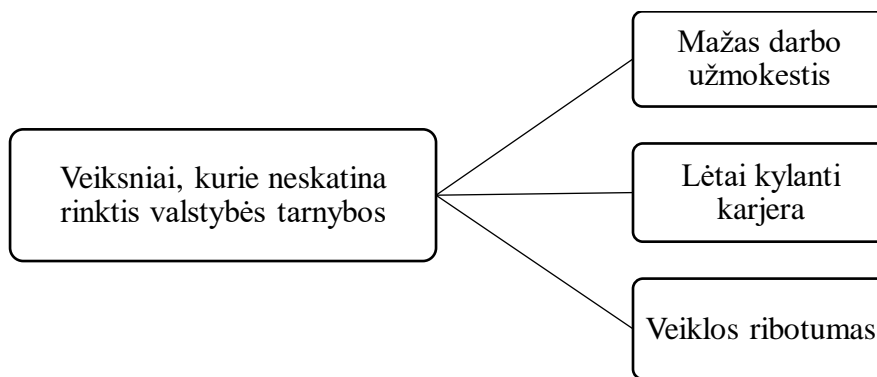 Mažas darbo
užmokestis
Veiksniai, kurie neskatina
rinktis valstybės tarnybos
Lėtai kylanti
karjera
Veiklos ribotumas